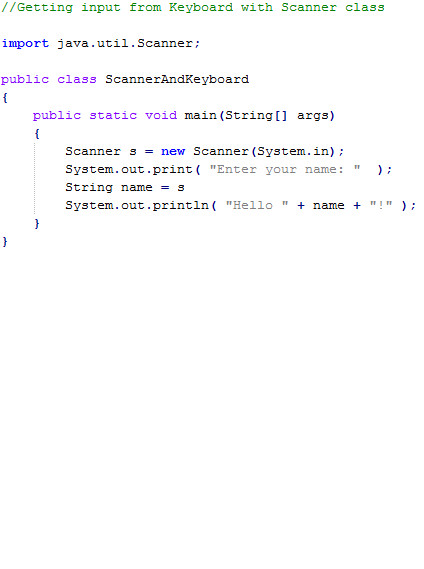 //Getting input from Keyboard with Scanner class
import java.util.Scanner;
public class ScannerAndKeyboard
{
public static void main(String[] args)
{
Scanner s = new Scanner(System.in);
System.out.print( "Enter your name: "  );
String name = s
System.out.println( "Hello " + name + "!" );
}
}